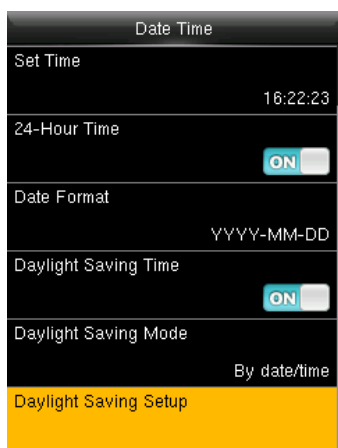 Date Time
Set Time
16:22:23
24-Hour Time
ON
Date Format
YYYY-MM-DD
Daylight Saving Time
ON
Daylight Saving Mode
By date/time
Daylight Saving Setup